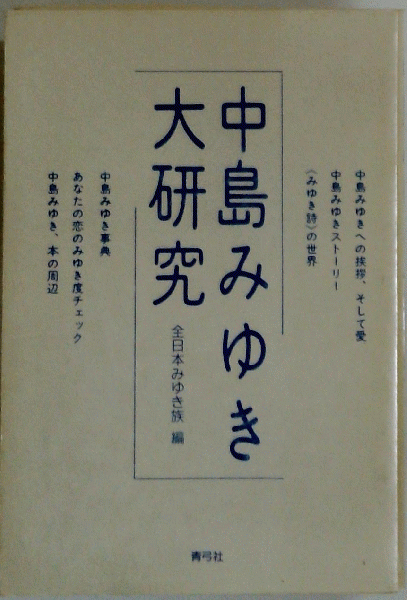 中島みゆきへの挨拶、そして愛
中島みゆきストーリー
〈みゆき詩〉の世界
中島みゆき
大研究
全日本みゆき族 編
中島みゆき事典
あなたの恋のみゆき度チェック
中島みゆき、本の周辺
青弓社